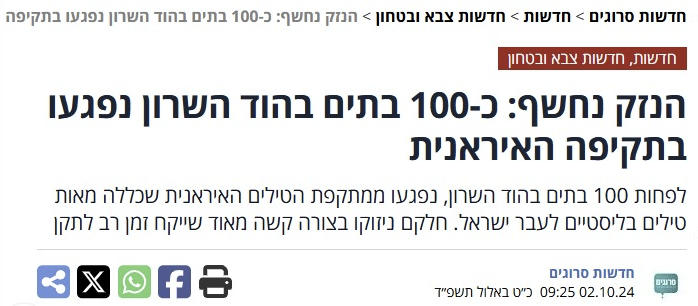 חדשות סרוגים > חדשות > חדשות צבא ובטחון > הנזק נחשף: כ-100 בתים בהוד השרון נפגעו בתקיפה
חדשות, חדשות צבא ובטחון
הנזק נחשף: כ-100 בתים בהוד השרון נפגעו
בתקיפה האיראנית
לפחות 100 בתים בהוד השרון, נפגעו ממתקפת הטילים האיראנית שכללה מאות
טילים בליסטיים לעבר ישראל. חלקם ניזוקו בצורה קשה מאוד שייקח זמן רב לתקן
סרוגים
חדשות סרוגים
02.10.24 09:25 כ״ט באלול תשפ״ד